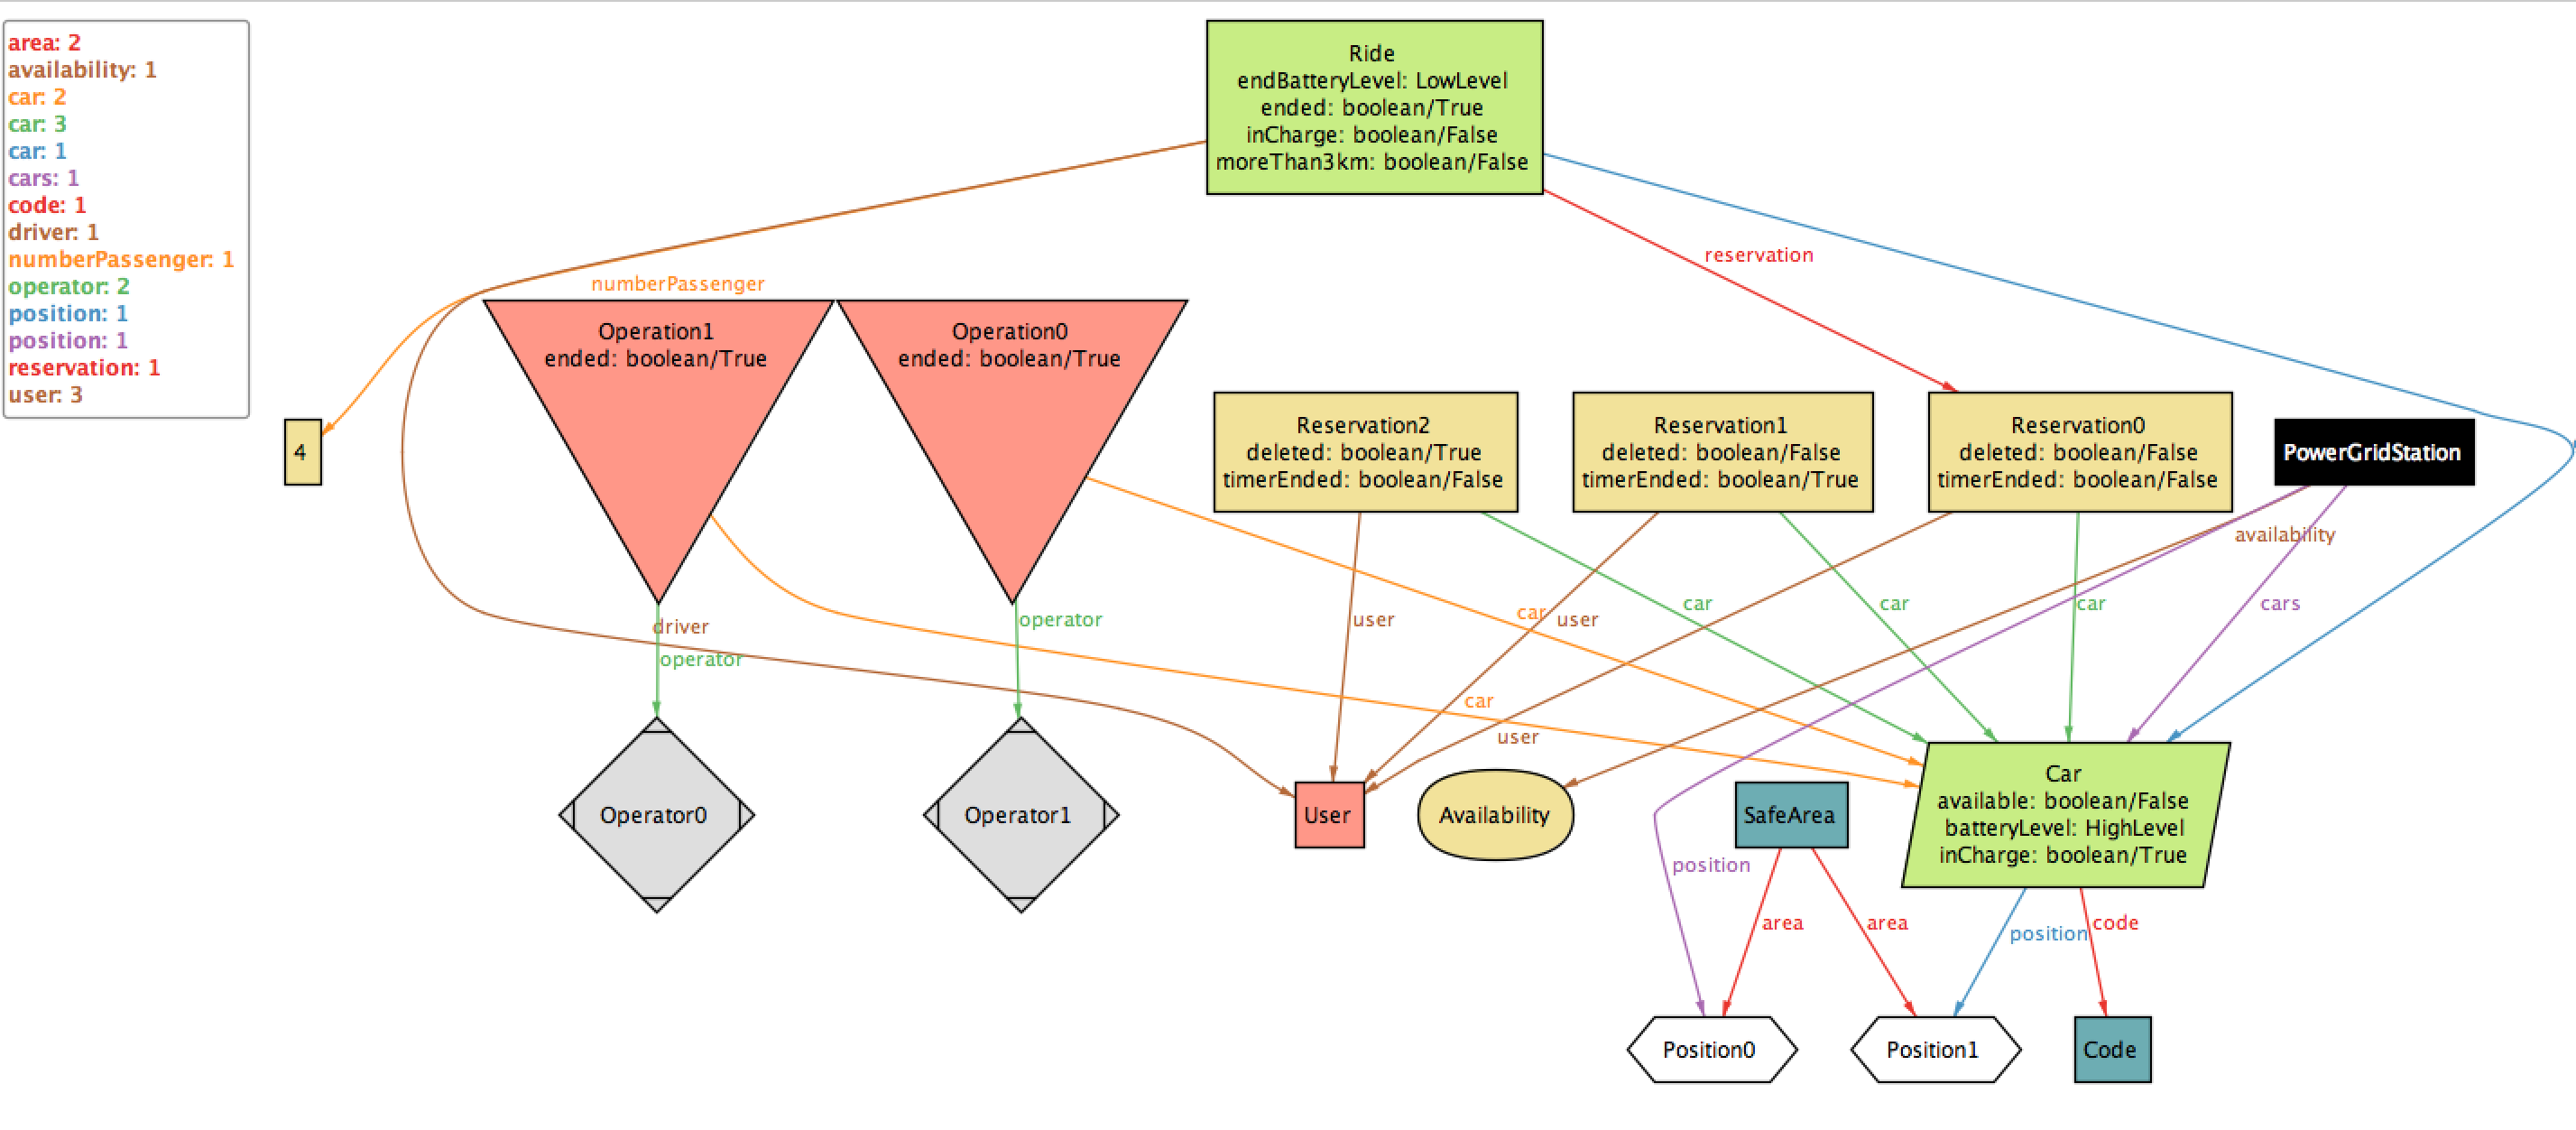 area: 2
availability: 1
car: 2
car: 3
car: 1
cars: 1
code: 1
driver: 1
numberPassenger: 1
operator: 2
position: 1
position: 1
reservation: 1
user: 3
Ride
endBatteryLevel: LowLevel
ended: boolean/True
inCharge: boolean/False
moreThan3km: boolean/False
reservation
numberPassenger
Operation1
ended: boolean/True
Operation0
ended: boolean/True
4
Reservation2
deleted: boolean/True
timerEnded: boolean/False
Reservation1
deleted: boolean/False
timerEnded: boolean/True
Reservation0
deleted: boolean/False
timerEnded: boolean/False
PowerGridStation
availability
driver
operator
operator
user
car
user
car
car
car
cars
car
user
Operator0
Operator1
User
Availability
SafeArea
Car
available: boolean/False
batteryLevel: HighLevel
inCharge: boolean/True
position
area
area
position
code
Position0
Position1
Code